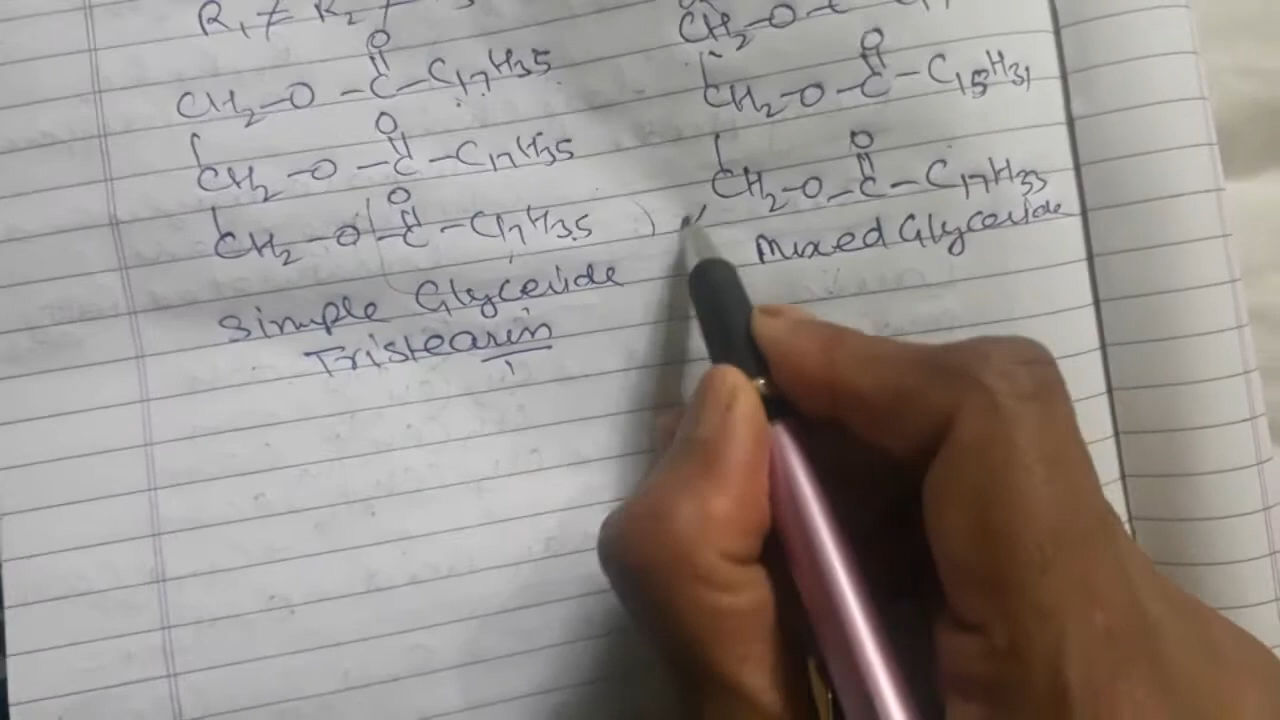 R₁ ≠ R₂ ≠
CH₂-O-C-C₁₇H₃₅
O
CH₂-O-C-C₁₇H₃₅
O
CH₂-O-C-C₁₇H₃₅
O
Simple Glyceride
Tristearin
CH₂-O-C
CH₂-O-C-C₁₅H₃₁
O
CH₂-O-C-C₁₇H₃₃
O
Mixed Glyceride